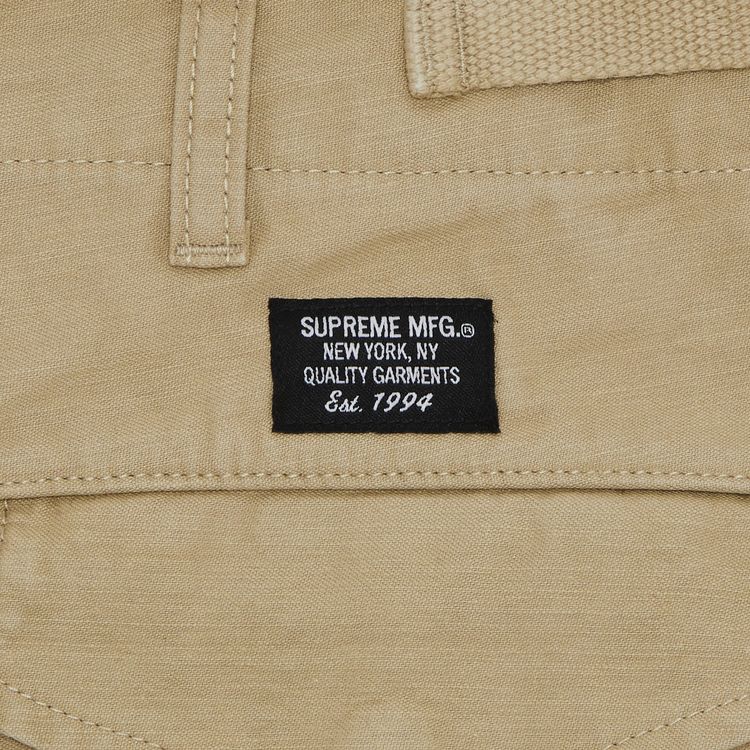 SUPREME MFG.®
NEW YORK, NY
QUALITY GARMENTS
Est. 1994